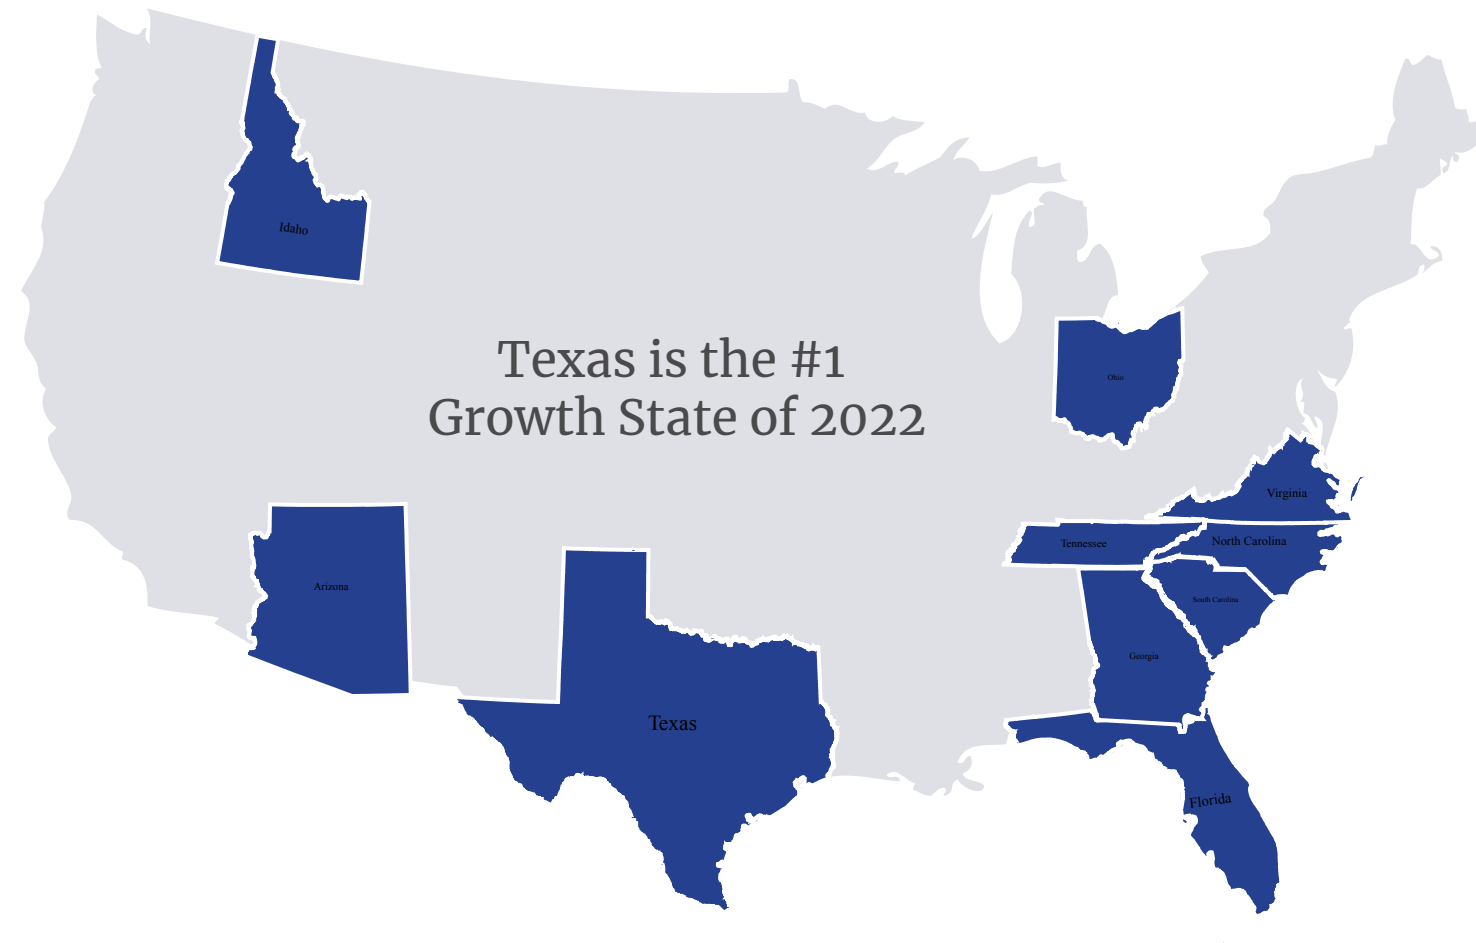 Idaho
Texas is the #1
Growth State of 2022
Ohio
Virginia
Tennessee
North Carolina
Arizona
South Carolina
Georgia
Texas
Florida